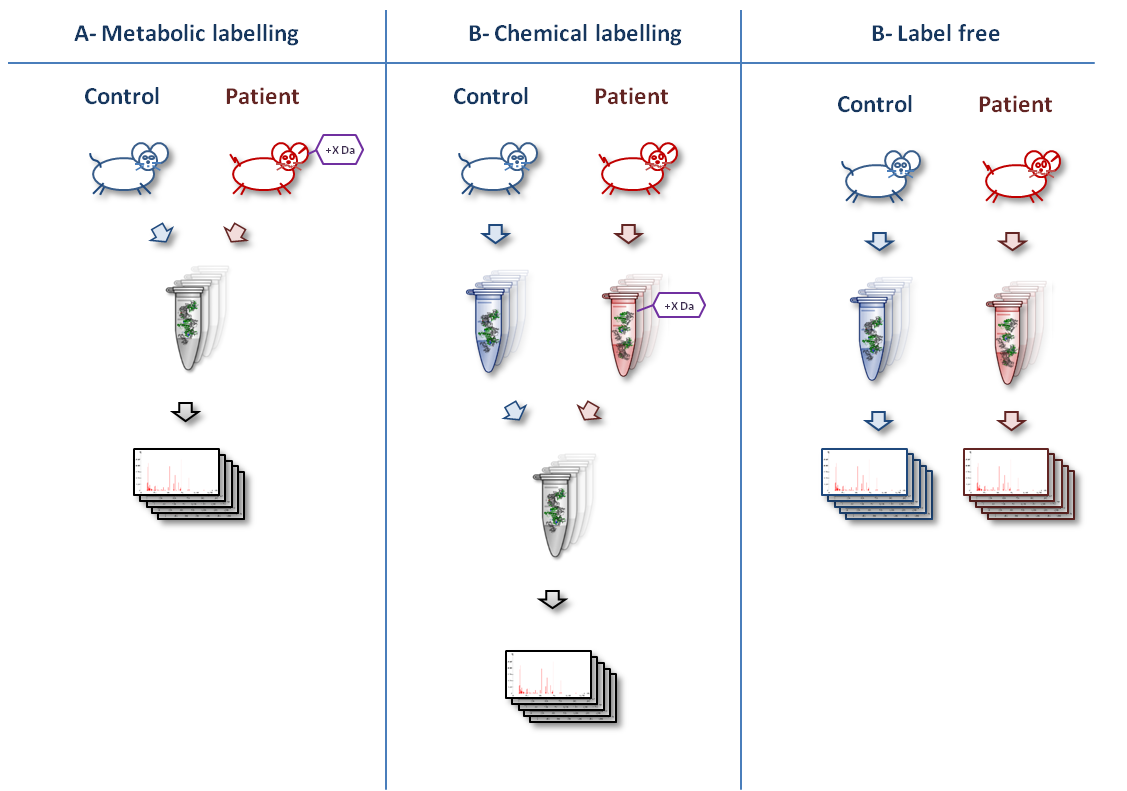 A- Metabolic labelling
B- Chemical labelling
B- Label free
Control
Patient
Control
Patient
Control
Patient
+X Da
+X Da